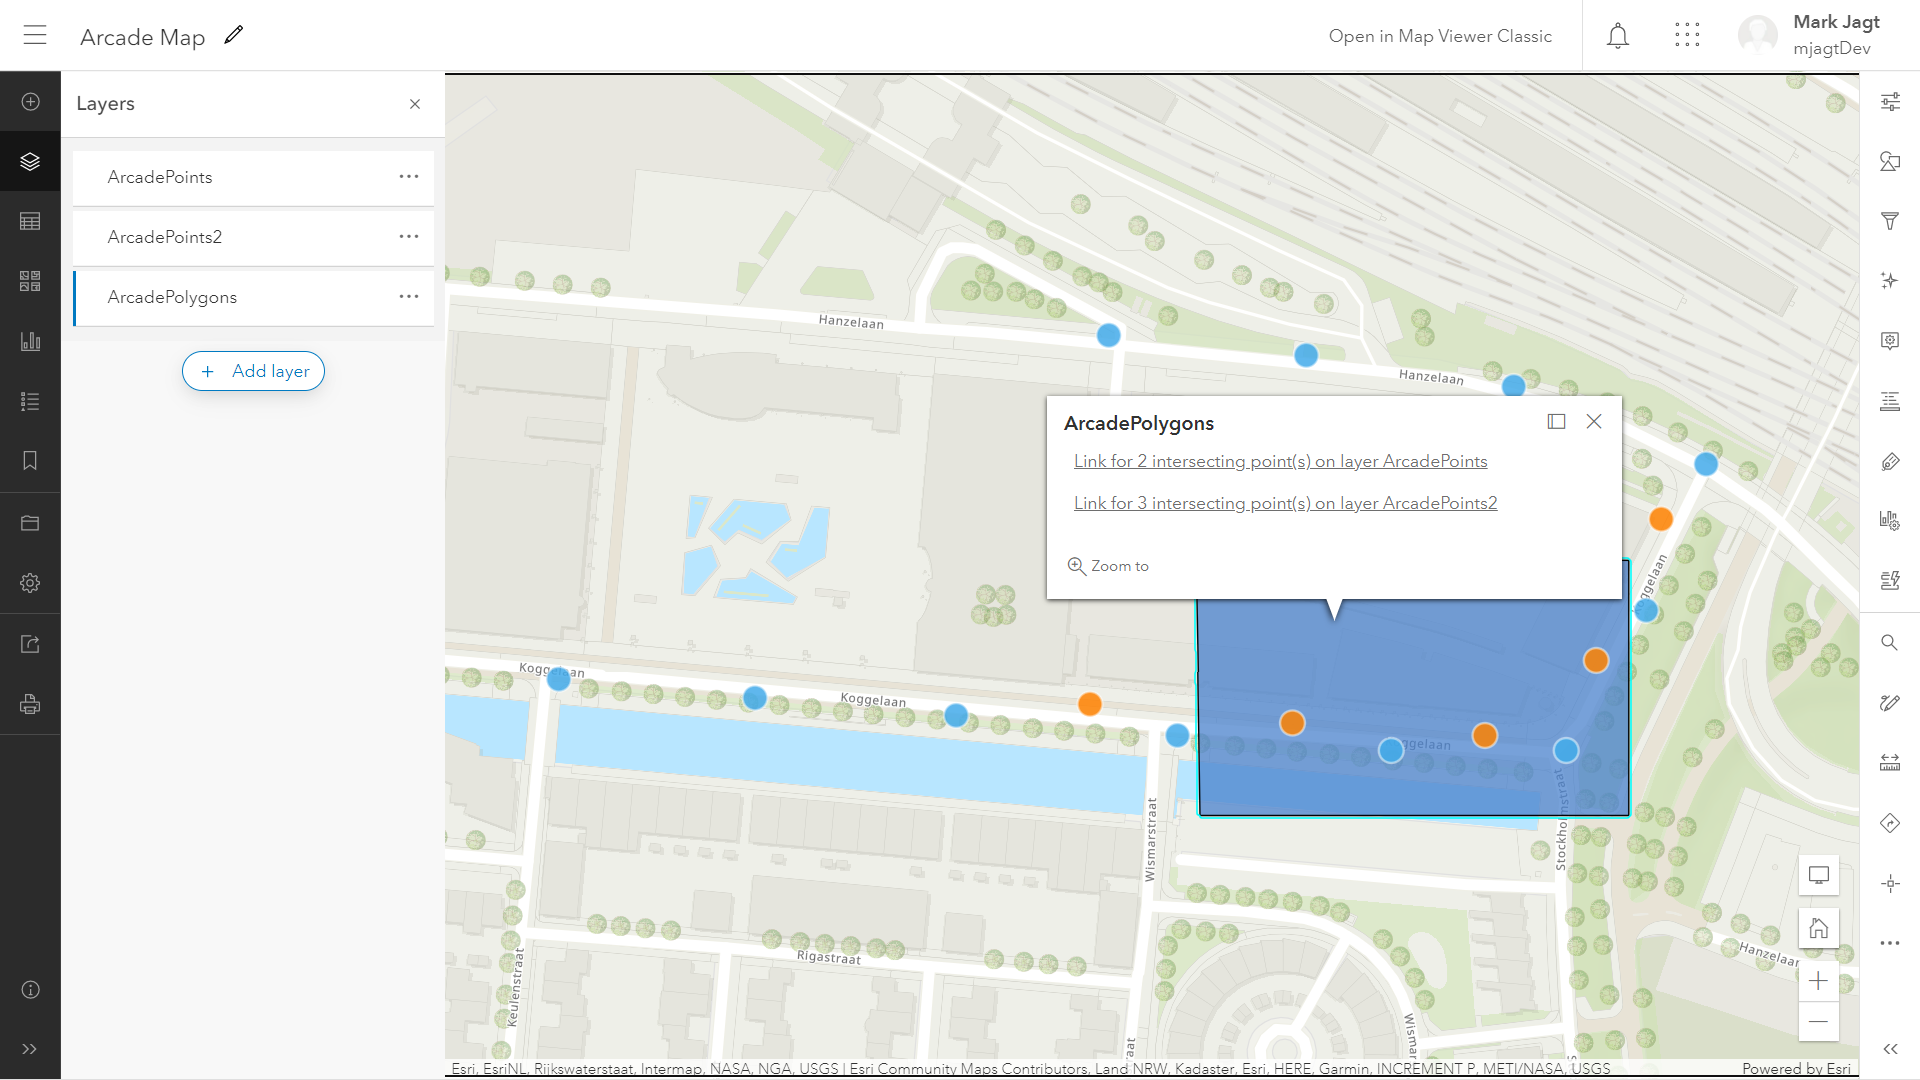 Arcade Map
Open in Map Viewer Classic
Mark Jagt
mjagtDev
Layers
ArcadePoints
ArcadePoints2
ArcadePolygons
Add layer
Hanzelaan
Hanzelaan
ArcadePolygons
Link for 2 intersecting point(s) on layer ArcadePoints
Link for 3 intersecting point(s) on layer ArcadePoints2
Zoom to
Koggelaan
Koggelaan
Wismarstraat
Stockholmstraat
Rigastraat
Keulenstraat
Hanzelaan
Esri, EsriNL, Rijkswaterstaat, Intermap, NASA, NGA, USGS | Esri Community Maps Contributors, Land NRW, Kadaster, Esri, HERE, Garmin, INCREMENT P, METI/NASA, USGS
Powered by Esri